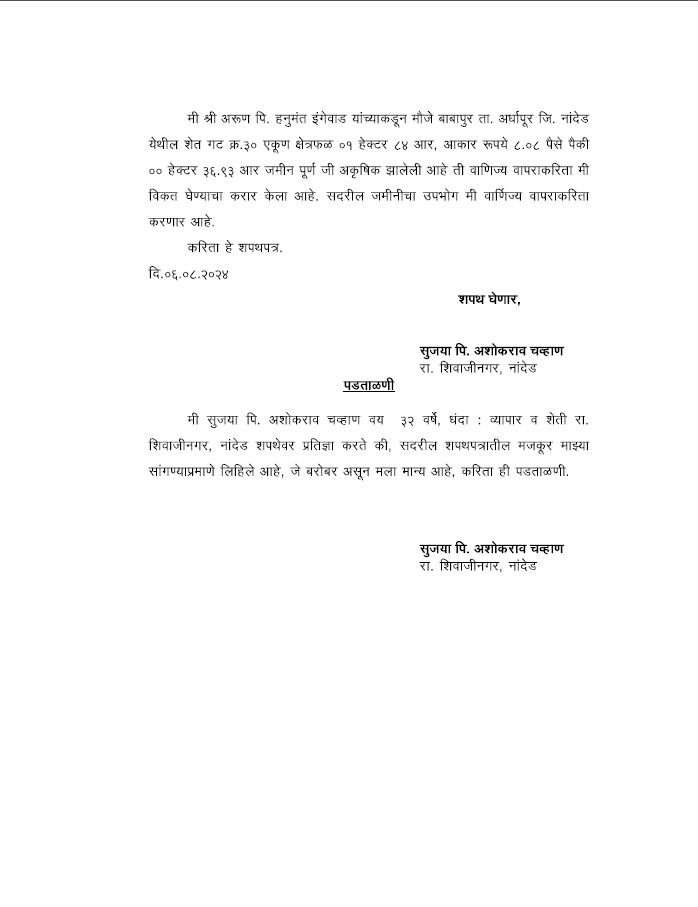 मी श्री अरूण पि. हनुमंत इंगेवाड यांच्याकडून मौजे बाबापुर ता. अर्धापूर जि. नांदेड
येथील शेत गट क्र.३० एकूण क्षेत्रफळ ०१ हेक्टर ८४ आर, आकार रूपये ८.०८ पैसे पैकी
०० हेक्टर ३६.९३ आर जमीन पूर्ण जी अकृषिक झालेली आहे ती वाणिज्य वापराकरिता मी
विकत घेण्याचा करार केला आहे. सदरील जमीनीचा उपभोग मी वार्णिज्य वापराकरिता
करणार आहे.
करिता हे शपथपत्र.
दि.०६.०८.२०२४
शपथ घेणार,
सुजया पि. अशोकराव चव्हाण
रा. शिवाजीनगर, नांदेड
पडताळणी
मी सुजया पि. अशोकराव चव्हाण वय ३२ वर्षे, धंदा : व्यापार व शेती रा.
शिवाजीनगर, नांदेड शपथेवर प्रतिज्ञा करते की, सदरील शपथपत्रातील मजकूर माझ्या
सांगण्याप्रमाणे लिहिले आहे, जे बरोबर असून मला मान्य आहे, करिता ही पडताळणी.
सुजया पि. अशोकराव चव्हाण
रा. शिवाजीनगर, नांदेड